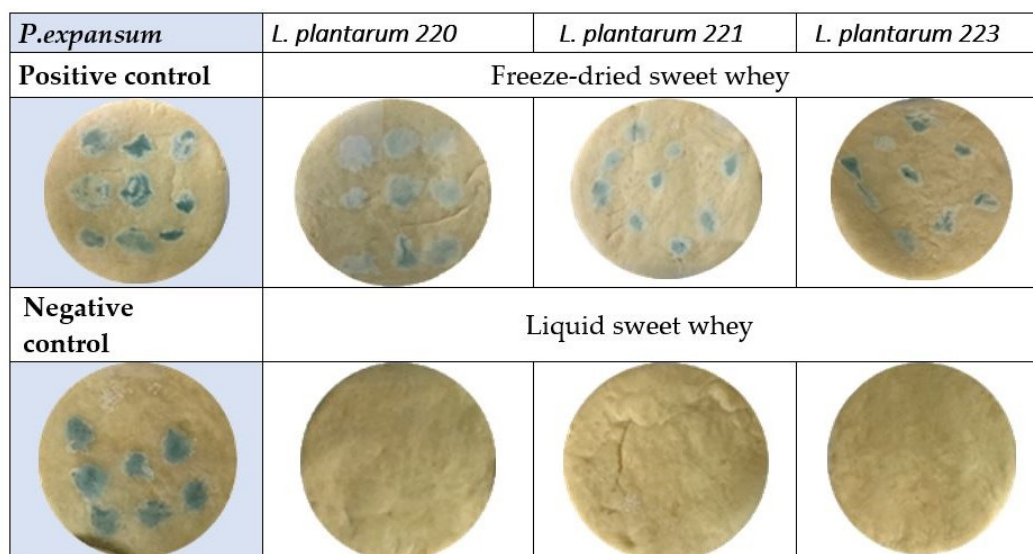 P.expansum
L. plantarum 220
L. plantarum 221
L. plantarum 223
Positive control
Freeze-dried sweet whey
Negative
control
Liquid sweet whey